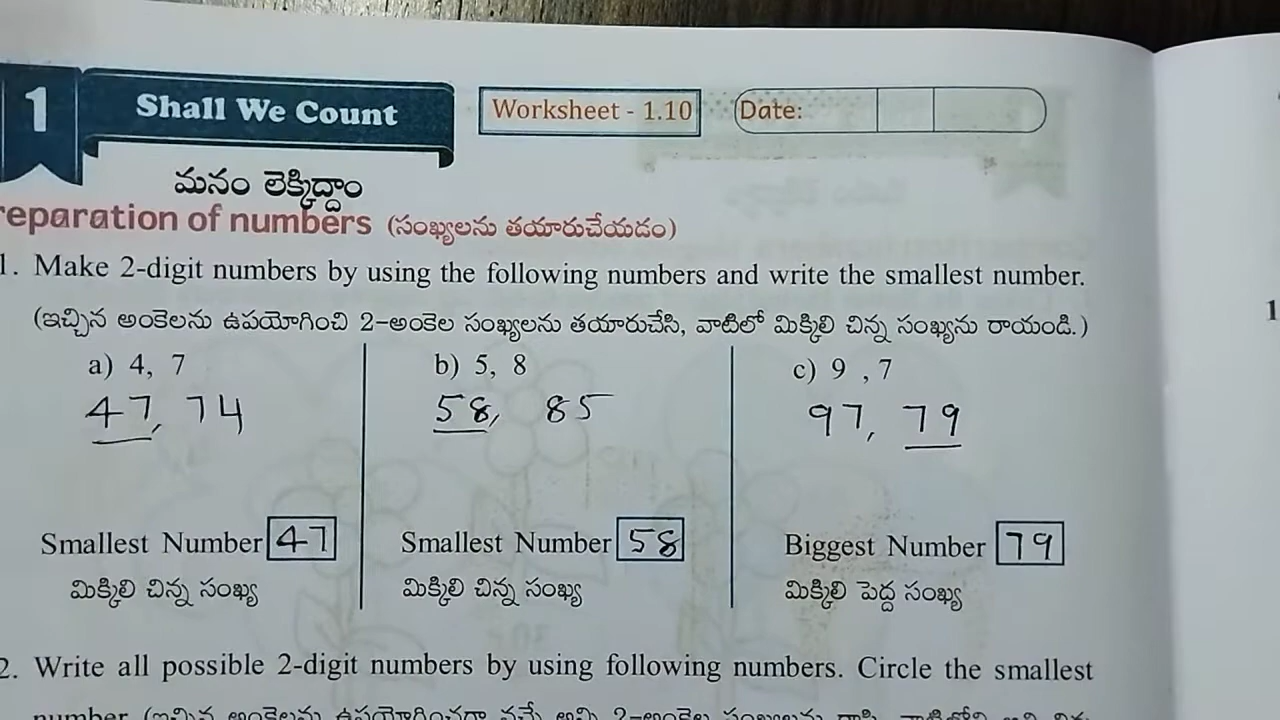 1 Shall We Count Worksheet - 1.10 Date:
మనం లెక్కిద్దాం
reparation of numbers (సంఖ్యలను తయారుచేయడం)
1. Make 2-digit numbers by using the following numbers and write the smallest number.
(ఇచ్చిన అంకెలను ఉపయోగించి 2-అంకెల సంఖ్యలను తయారుచేసి, వాటిలో మిక్కిలి చిన్న సంఖ్యను రాయండి.)
a) 4, 7 b) 5, 8 c) 9 , 7
47, 74 58, 85 97, 79
Smallest Number 47 Smallest Number 58 Biggest Number 79
మిక్కిలి చిన్న సంఖ్య మిక్కిలి చిన్న సంఖ్య మిక్కిలి పెద్ద సంఖ్య
2. Write all possible 2-digit numbers by using following numbers. Circle the smallest
number
1